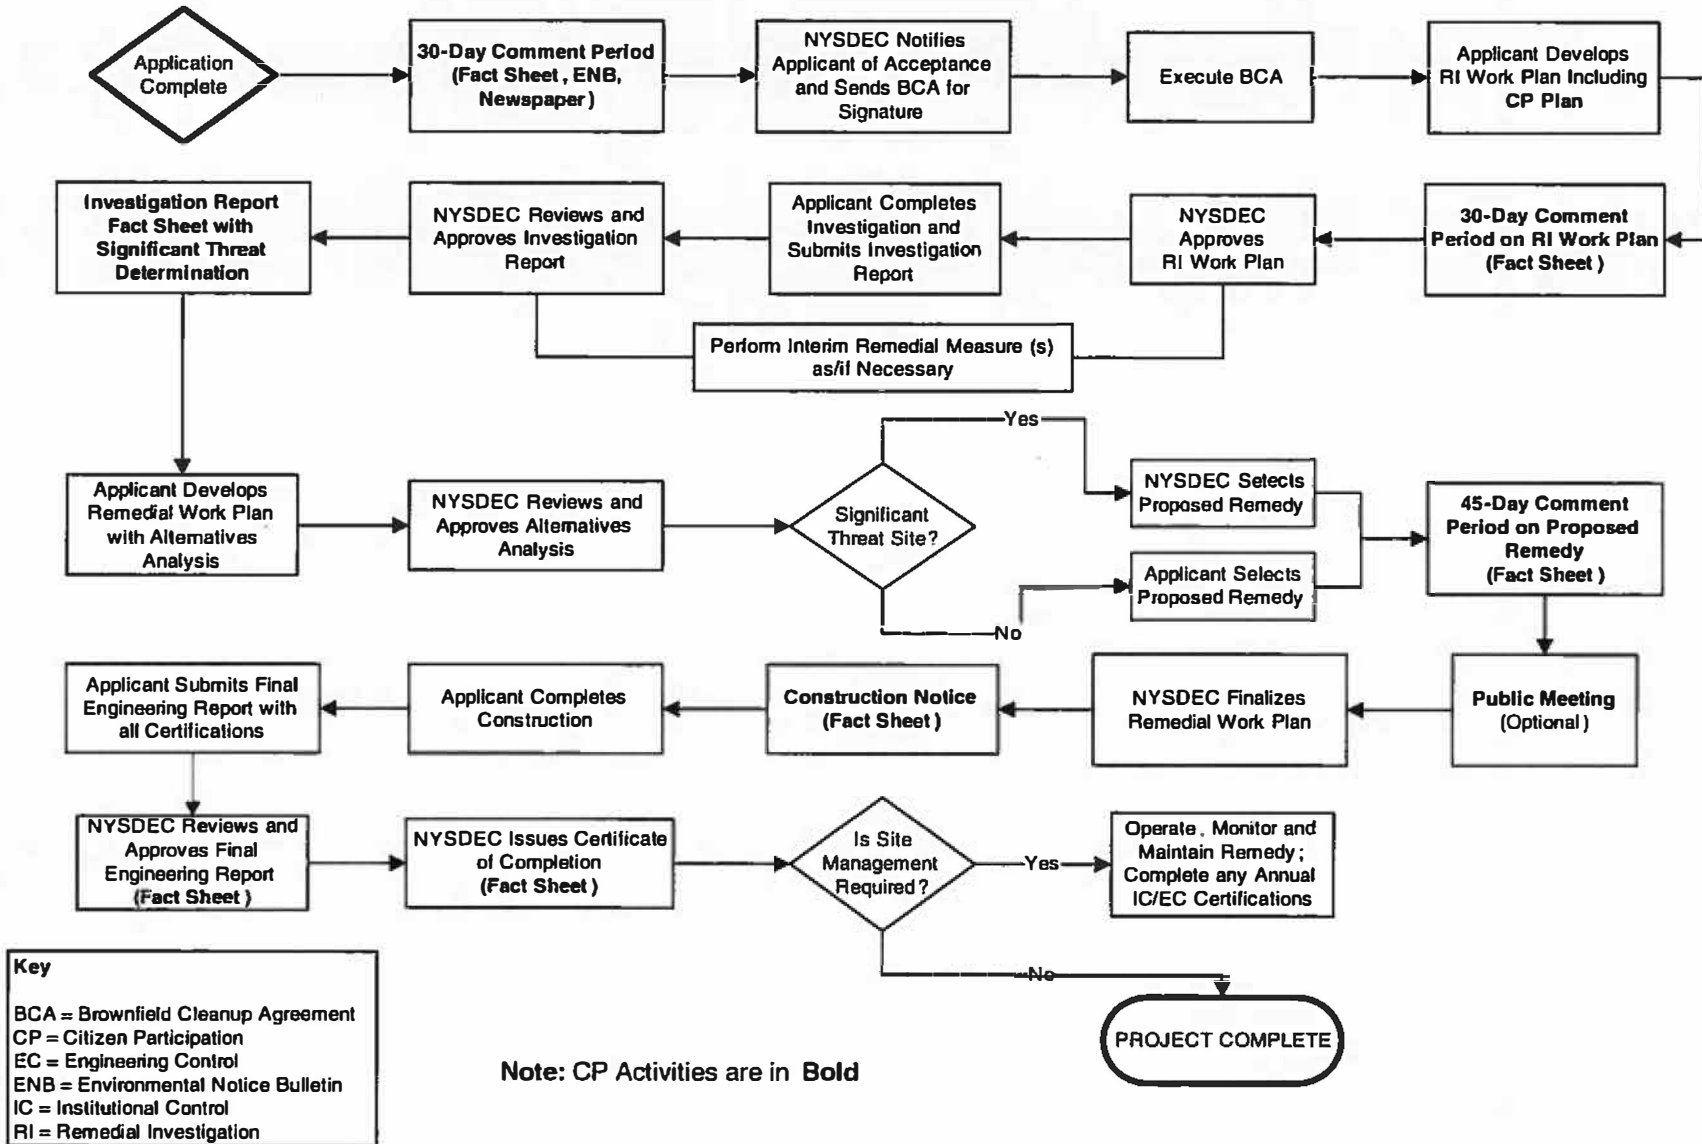 Application
Complete
30-Day Comment Period
(Fact Sheet, ENB,
Newspaper)
NYSDEC Notifies
Applicant of Acceptance
and Sends BCA for
Signature
Execute BCA
Applicant Develops
RI Work Plan Including
CP Plan
30-Day Comment
Period on RI Work Plan
(Fact Sheet)
NYSDEC
Approves
RI Work Plan
Applicant Completes
Investigation and
Submits Investigation
Report
NYSDEC Reviews and
Approves Investigation
Report
Investigation Report
Fact Sheet with
Significant Threat
Determination
Perform Interim Remedial Measure (s)
as/if Necessary
Applicant Develops
Remedial Work Plan
with Alternatives
Analysis
NYSDEC Reviews and
Approves Alternatives
Analysis
Significant
Threat Site?
Yes
No
NYSDEC Selects
Proposed Remedy
Applicant Selects
Proposed Remedy
45-Day Comment
Period on Proposed
Remedy
(Fact Sheet)
Public Meeting
(Optional)
NYSDEC Finalizes
Remedial Work Plan
Construction Notice
(Fact Sheet)
Applicant Completes
Construction
Applicant Submits Final
Engineering Report with
all Certifications
NYSDEC Reviews and
Approves Final
Engineering Report
(Fact Sheet)
NYSDEC Issues Certificate
of Completion
(Fact Sheet)
Is Site
Management
Required?
Yes
Operate, Monitor and
Maintain Remedy;
Complete any Annual
IC/EC Certifications
No
PROJECT COMPLETE
Key
BCA = Brownfield Cleanup Agreement
CP = Citizen Participation
EC = Engineering Control
ENB = Environmental Notice Bulletin
IC = Institutional Control
RI = Remedial Investigation
Note: CP Activities are in Bold